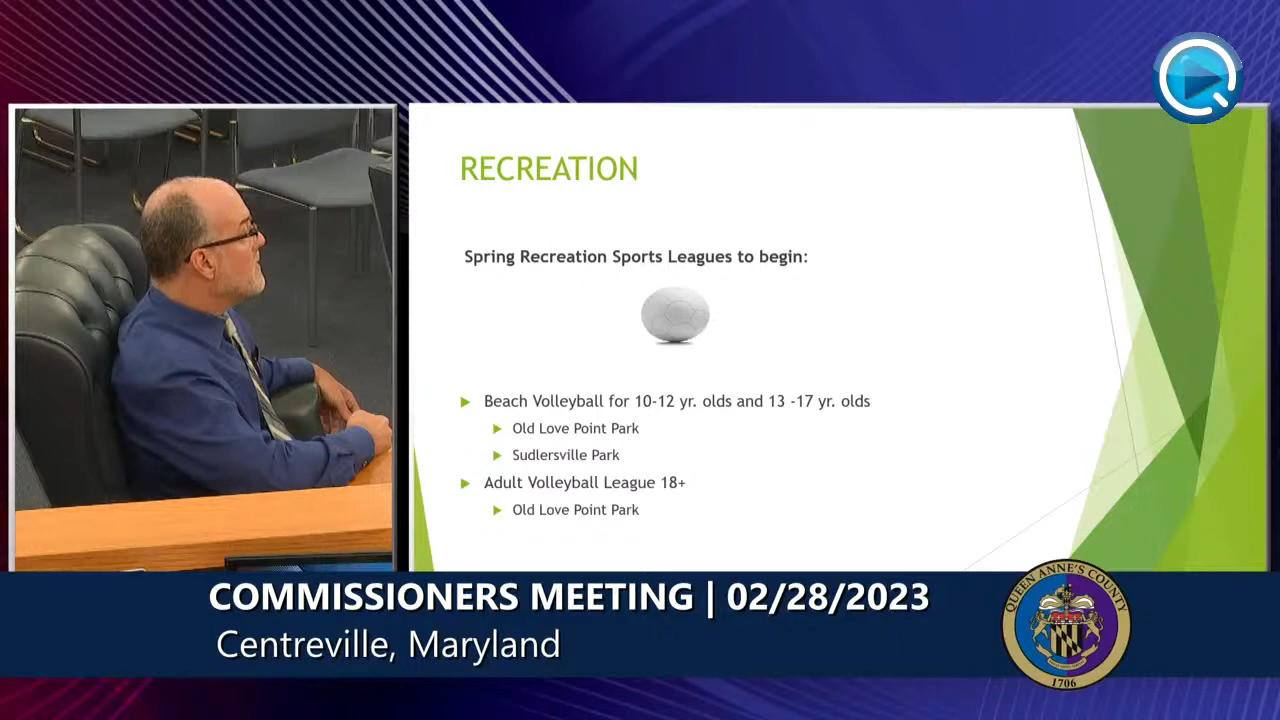 RECREATION
Spring Recreation Sports Leagues to begin:
Beach Volleyball for 10-12 yr. olds and 13 -17 yr. olds
Old Love Point Park
Sudlersville Park
Adult Volleyball League 18+
Old Love Point Park
COMMISSIONERS MEETING | 02/28/2023
Centreville, Maryland
QUEEN ANNE'S COUNTY
1706